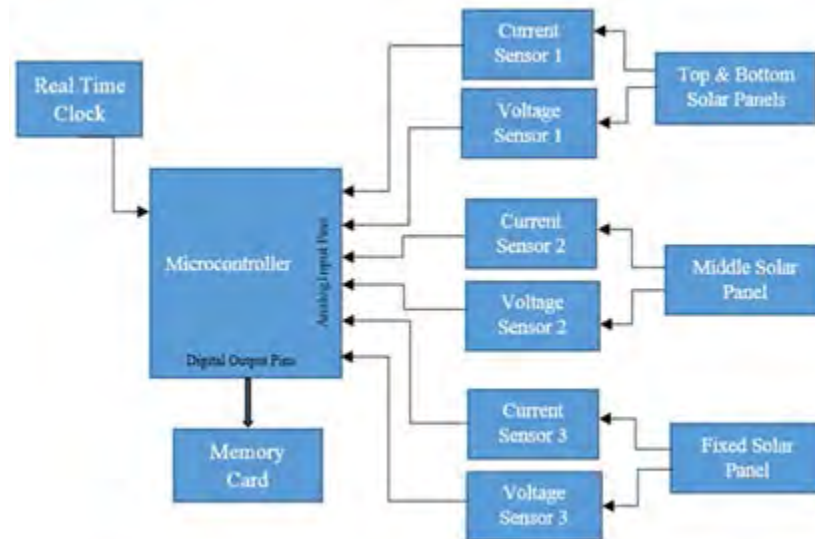 Current
Sensor 1
Top & Bottom
Solar Panels
Real Time
Clock
Voltage
Sensor 1
Current
Sensor 2
Microcontroller
Analog Input Pins
Middle Solar
Panel
Voltage
Sensor 2
Digital Output Pins
Current
Sensor 3
Memory
Card
Fixed Solar
Panel
Voltage
Sensor 3